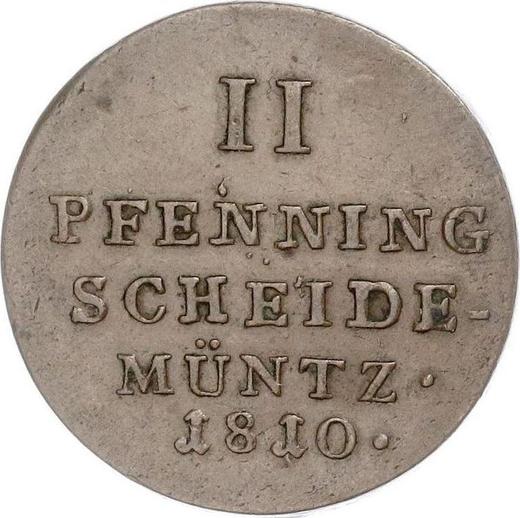 II
PFENNING
SCHEIDE-
MÜNTZ.
1810.